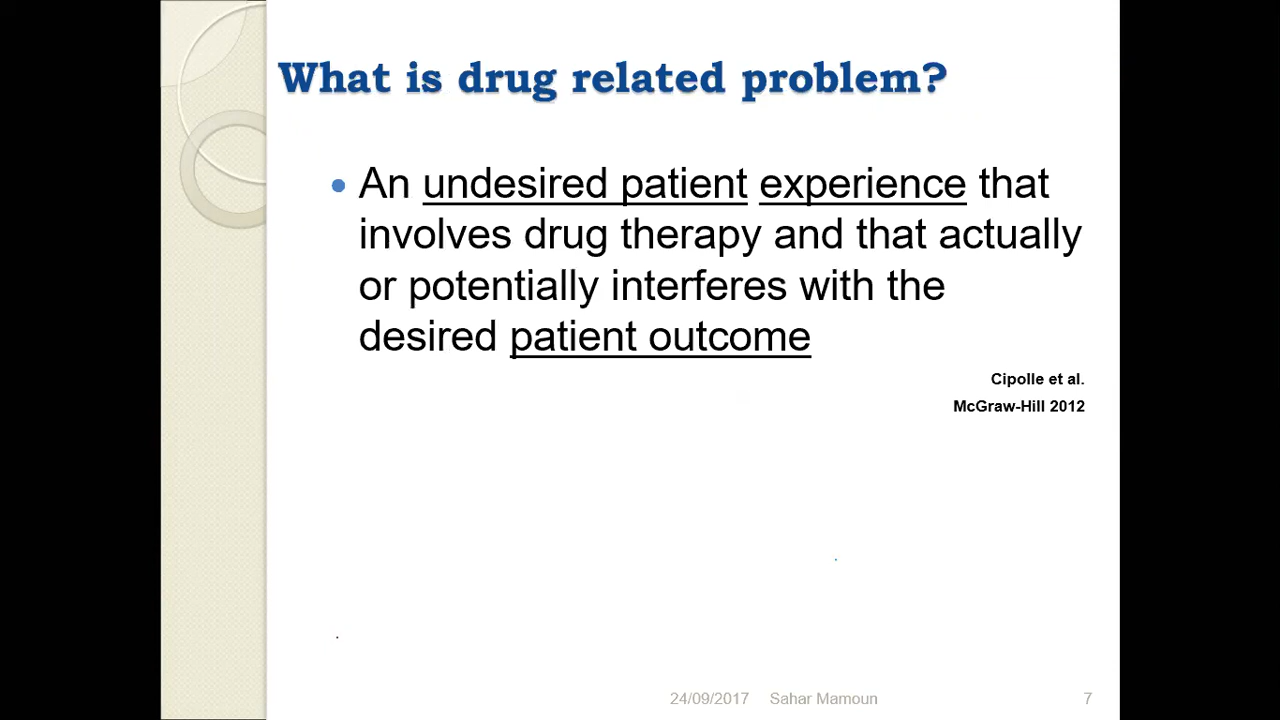 What is drug related problem?
• An undesired patient experience that
involves drug therapy and that actually
or potentially interferes with the
desired patient outcome
Cipolle et al.
McGraw-Hill 2012
24/09/2017 Sahar Mamoun 7